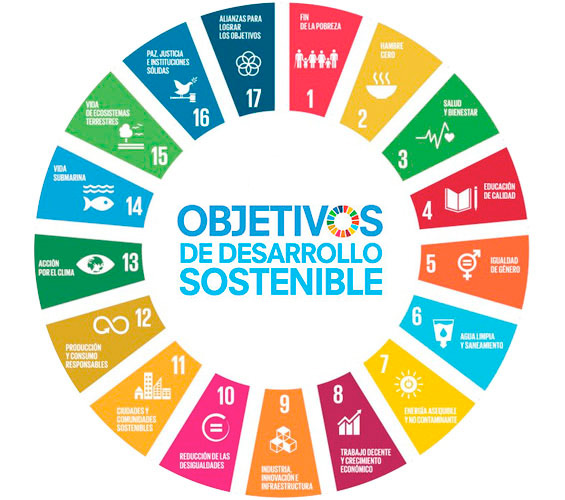 OBJETIVOS
DE DESARROLLO
SOSTENIBLE
1
FIN
DE LA POBREZA
2
HAMBRE
CERO
3
SALUD
Y BIENESTAR
4
EDUCACIÓN
DE CALIDAD
5
IGUALDAD
DE GÉNERO
6
AGUA LIMPIA
Y SANEAMIENTO
7
ENERGÍA ASEQUIBLE
Y NO CONTAMINANTE
8
TRABAJO DECENTE
Y CRECIMIENTO
ECONÓMICO
9
INDUSTRIA,
INNOVACIÓN E
INFRAESTRUCTURA
10
REDUCCIÓN DE LAS
DESIGUALDADES
11
CIUDADES Y
COMUNIDADES
SOSTENIBLES
12
PRODUCCIÓN
Y CONSUMO
RESPONSABLES
13
ACCIÓN
POR EL CLIMA
14
VIDA
SUBMARINA
15
VIDA
DE ECOSISTEMAS
TERRESTRES
16
PAZ, JUSTICIA
E INSTITUCIONES
SÓLIDAS
17
ALIANZAS PARA
LOGRAR
LOS OBJETIVOS